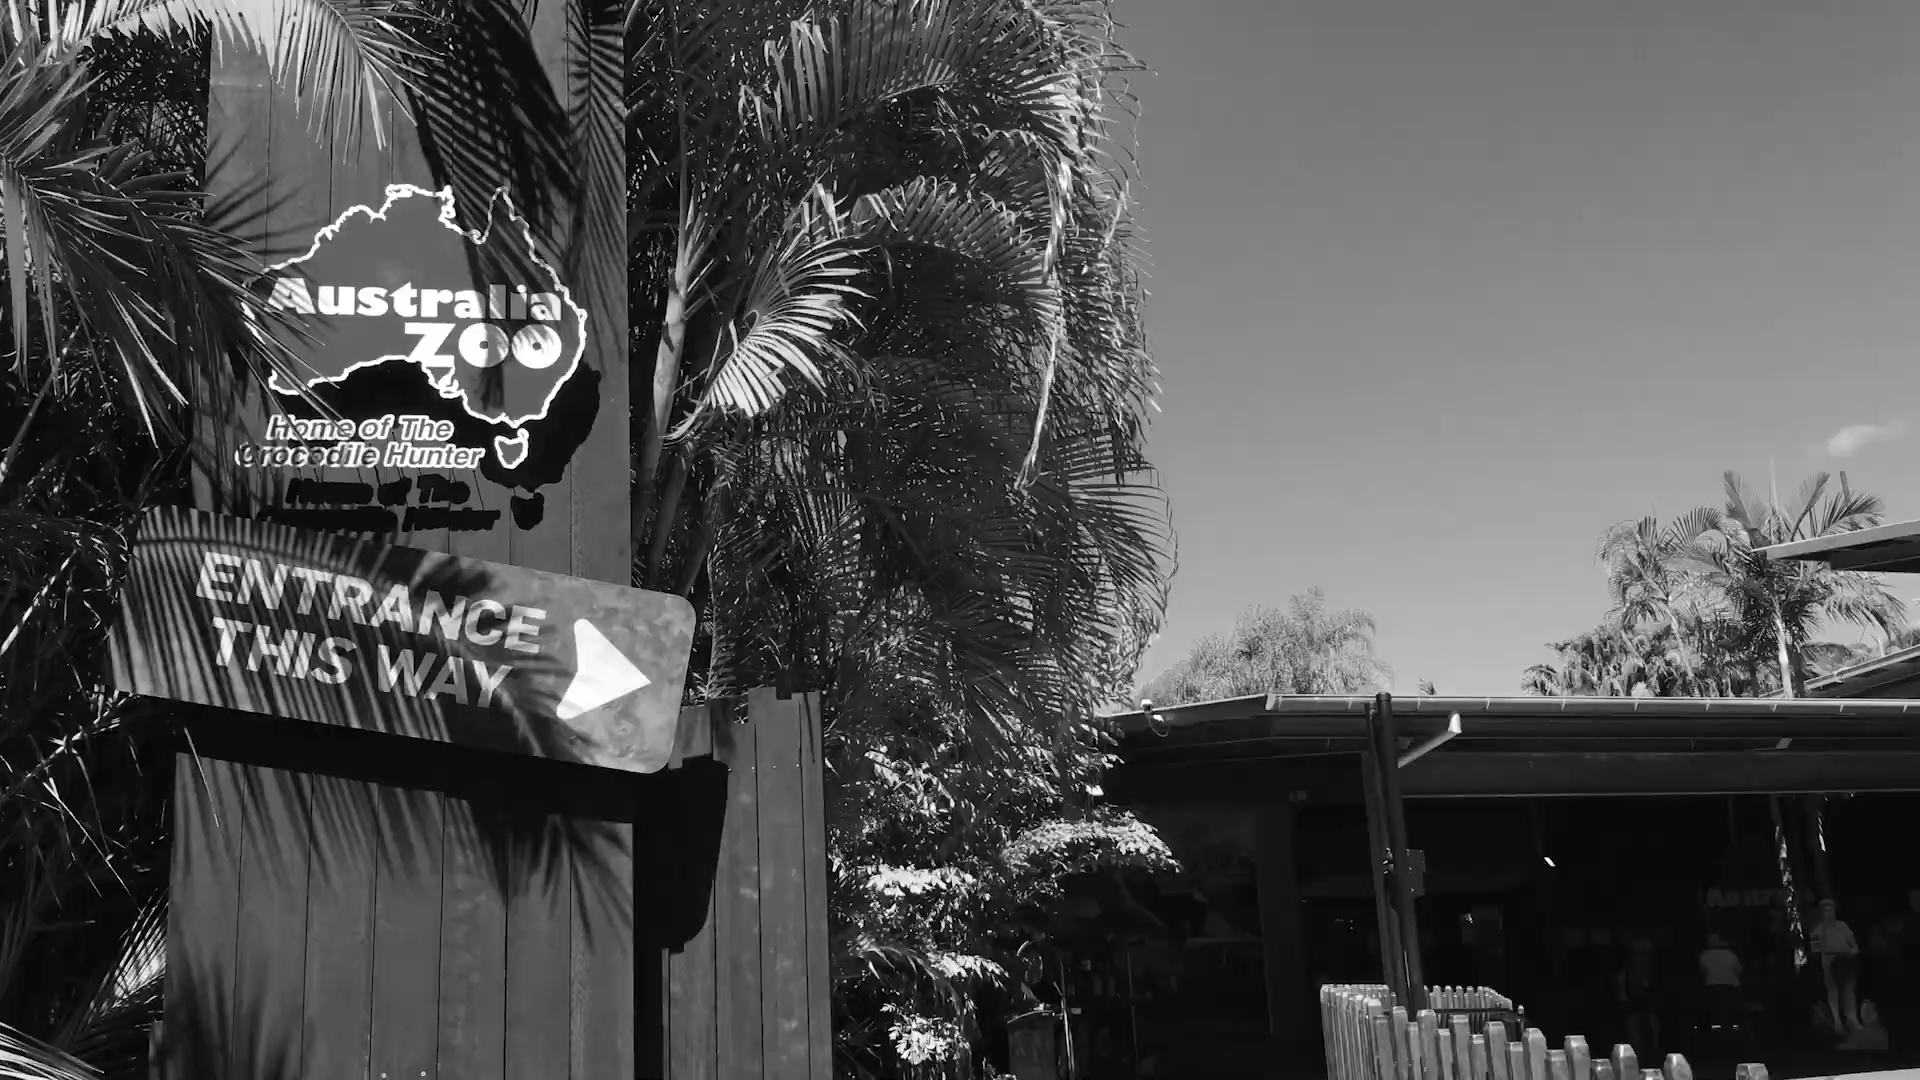 Australia
ZOO
Home of The
Crocodile Hunter
ENTRANCE
THIS WAY